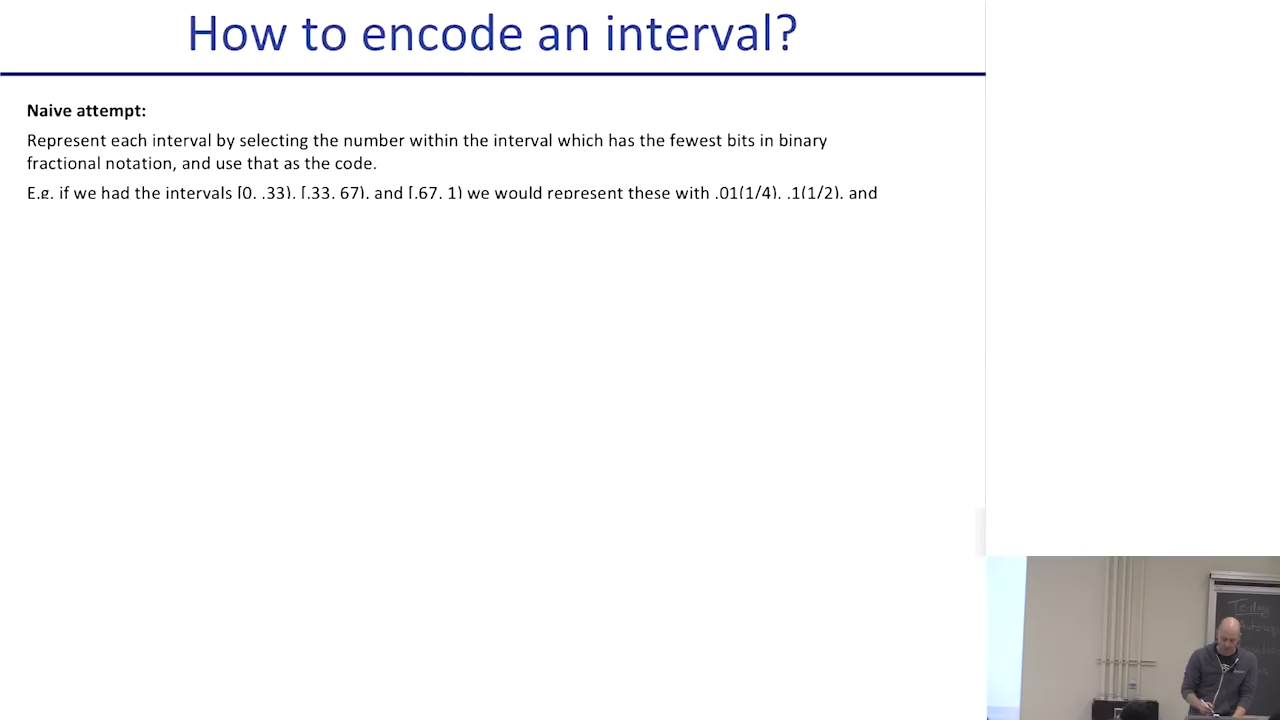 How to encode an interval?
Naive attempt:
Represent each interval by selecting the number within the interval which has the fewest bits in binary
fractional notation, and use that as the code.
E.g. if we had the intervals [0, .33), [.33, 67), and [.67, 1) we would represent these with .01(1/4), .1(1/2), and
Today